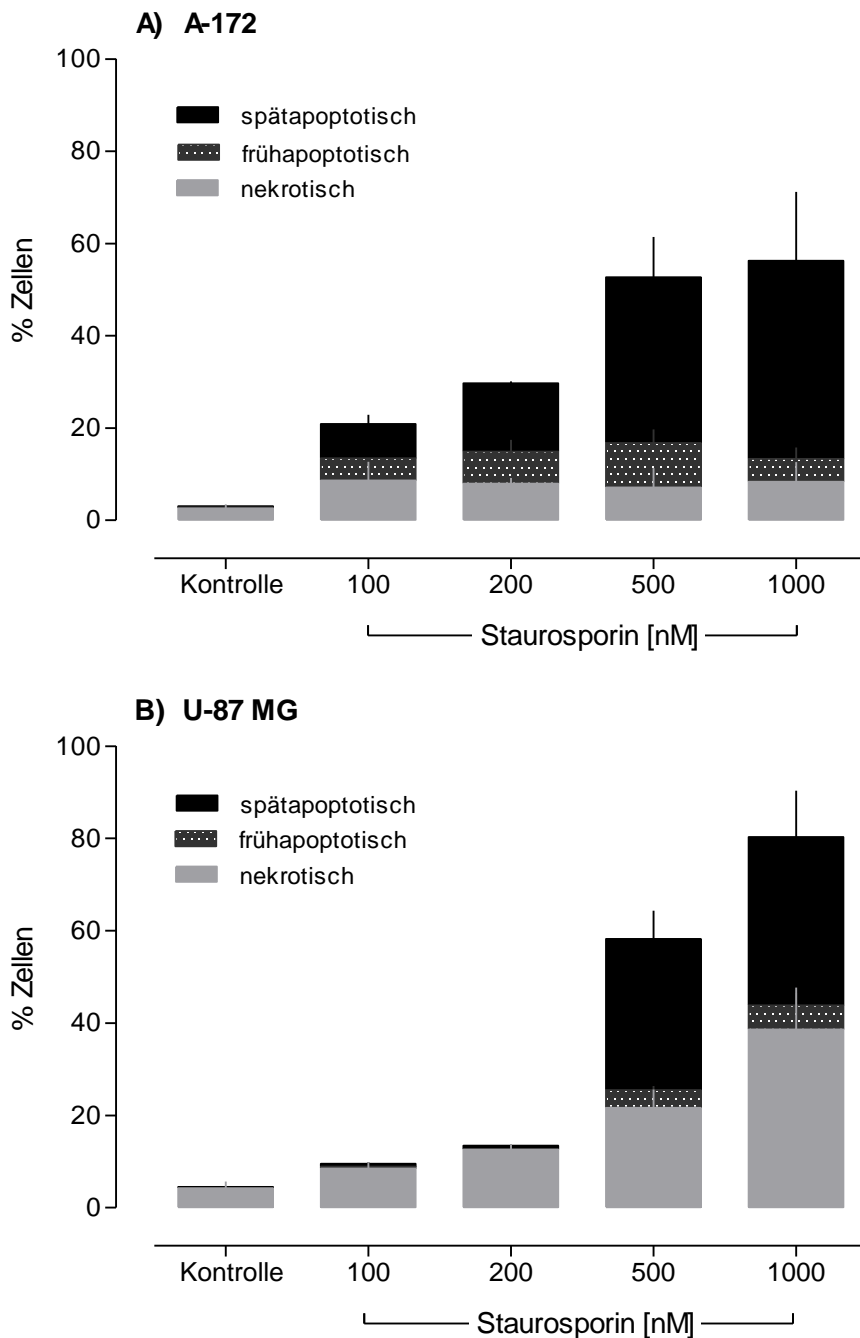 A) A-172
100
80
60
40
20
0
% Zellen
spätapoptotisch
frühapoptotisch
nekrotisch
Kontrolle 100 200 500 1000
Staurosporin [nM]
B) U-87 MG
100
80
60
40
20
0
% Zellen
spätapoptotisch
frühapoptotisch
nekrotisch
Kontrolle 100 200 500 1000
Staurosporin [nM]